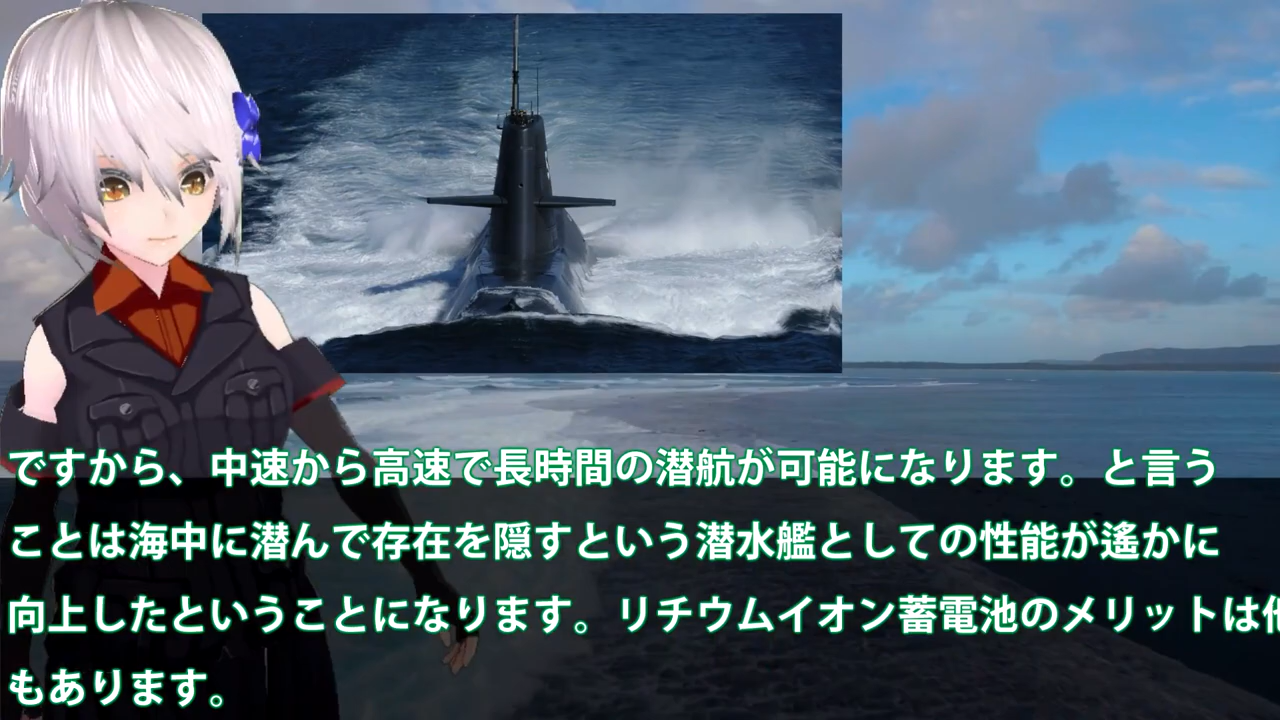 ですから、中速から高速で長時間の潜航が可能になります。と言う
ことは海中に潜んで存在を隠すという潜水艦としての性能が遙かに
向上したということになります。リチウムイオン蓄電池のメリットは他
もあります。